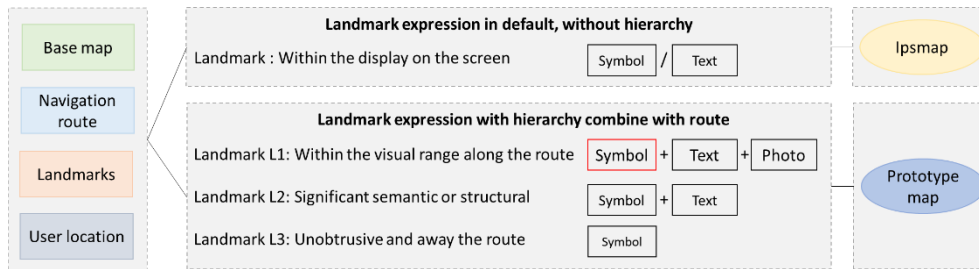 Base map
Navigation
route
Landmarks
User location
Landmark expression in default, without hierarchy
Landmark : Within the display on the screen Symbol / Text
Landmark expression with hierarchy combine with route
Landmark L1: Within the visual range along the route Symbol + Text + Photo
Landmark L2: Significant semantic or structural Symbol + Text
Landmark L3: Unobtrusive and away the route Symbol
Ipsmap
Prototype
map